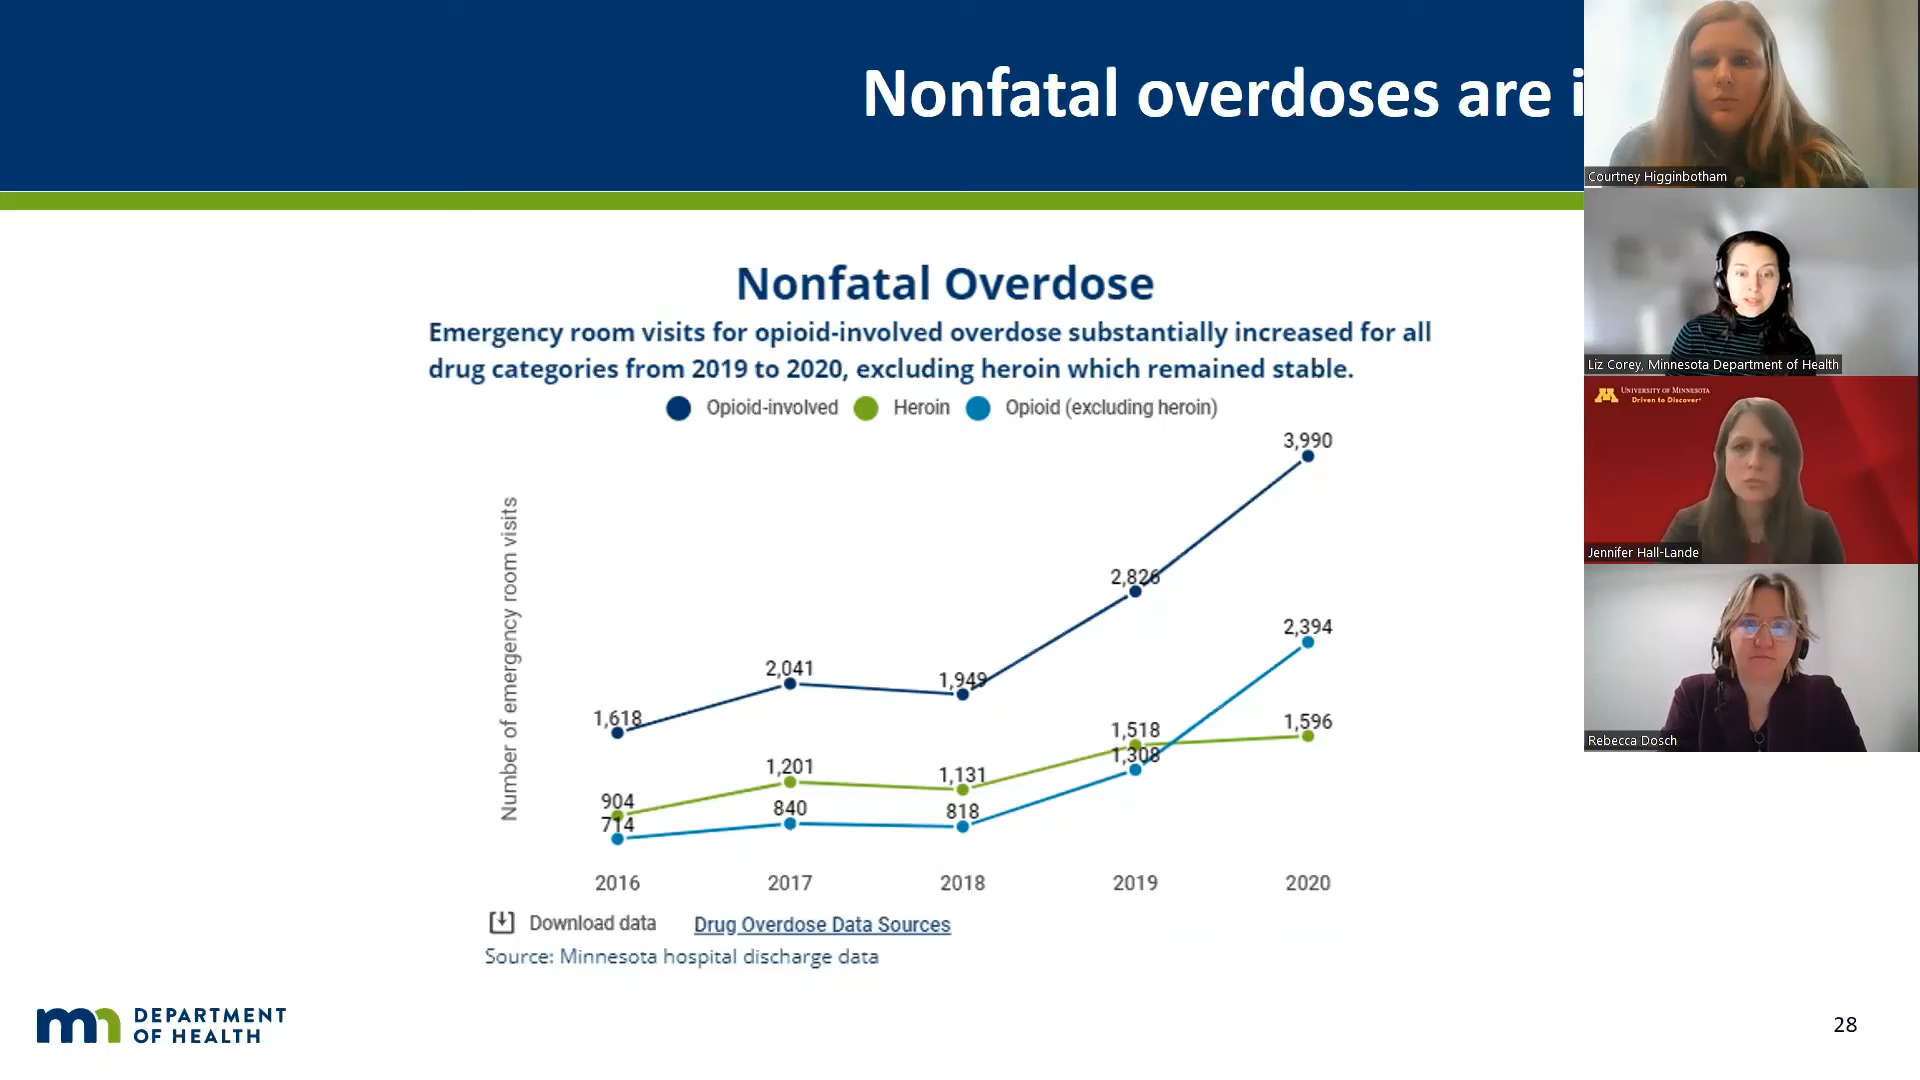 Nonfatal overdoses are i
Courtney Higginbotham
Liz Corey, Minnesota Department of Health
UNIVERSITY OF MINNESOTA
Driven to Discover
Jennifer Hall-Lande
Rebecca Dosch
Nonfatal Overdose
Emergency room visits for opioid-involved overdose substantially increased for all
drug categories from 2019 to 2020, excluding heroin which remained stable.
Opioid-involved Heroin Opioid (excluding heroin)
Number of emergency room visits
3,990
2,826
2,394
2,041
1,949
1,618
1,518
1,596
1,308
1,201
1,131
904
840
818
714
2016 2017 2018 2019 2020
Download data Drug Overdose Data Sources
Source: Minnesota hospital discharge data
mn DEPARTMENT
OF HEALTH
28